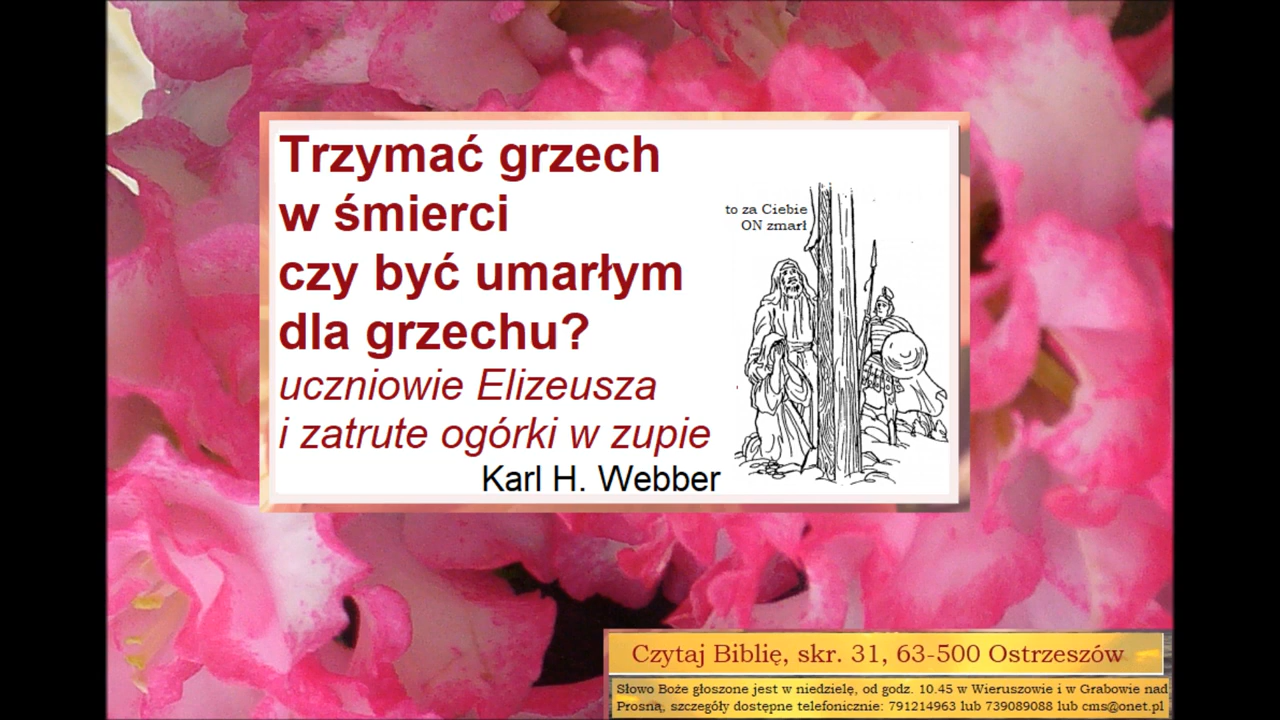 Trzymać grzech
w śmierci
czy być umarłym
dla grzechu?
uczniowie Elizeusza
i zatrute ogórki w zupie
Karl H. Webber
to za Ciebie
ON zmarł
Czytaj Biblię, skr. 31, 63-500 Ostrzeszów
Słowo Boże głoszone jest w niedzielę, od godz. 10.45 w Wieruszowie i w Grabowie nad
Prosną, szczegóły dostępne telefonicznie: 791214963 lub 739089088 lub cms@onet.pl